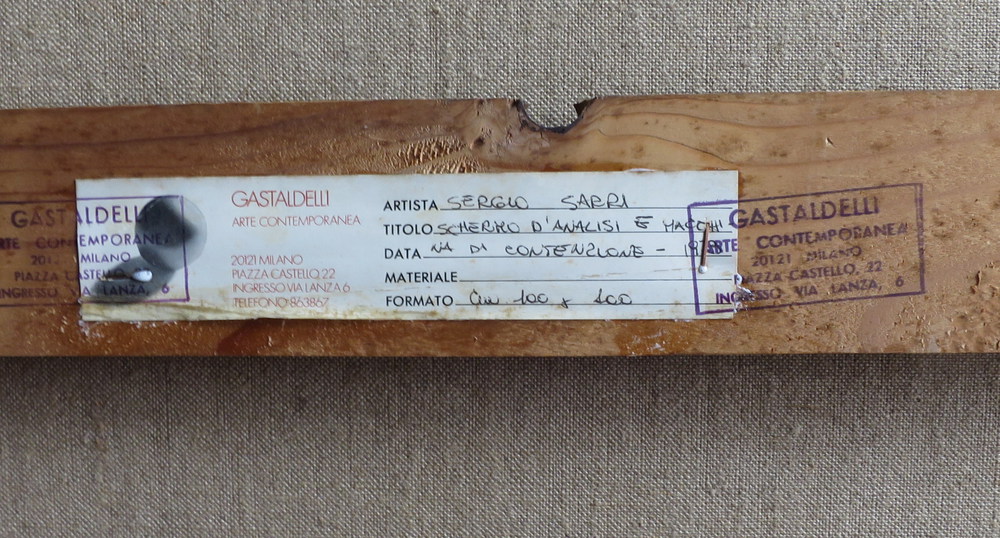 GASTALDELLI
CONTEMPORANEA
MILANO
PIAZZA CASTELLO
INGRESSO VIA LANZA, 6
GASTALDELLI
ARTE CONTEMPORANEA
20121 MILANO
PIAZZA CASTELLO, 22
INGRESSO VIA LANZA 6
TELEFONO 863867
ARTISTA SERGIO SARRI
TITOLO SCHERMO D'ANALISI E MACCHI
DATA NA DI CONTENZIONE -
MATERIALE
FORMATO cm 100 x 100
GASTALDELLI
ARTE CONTEMPORANEA
20121 MILANO
PIAZZA CASTELLO, 22
INGRESSO VIA LANZA, 6